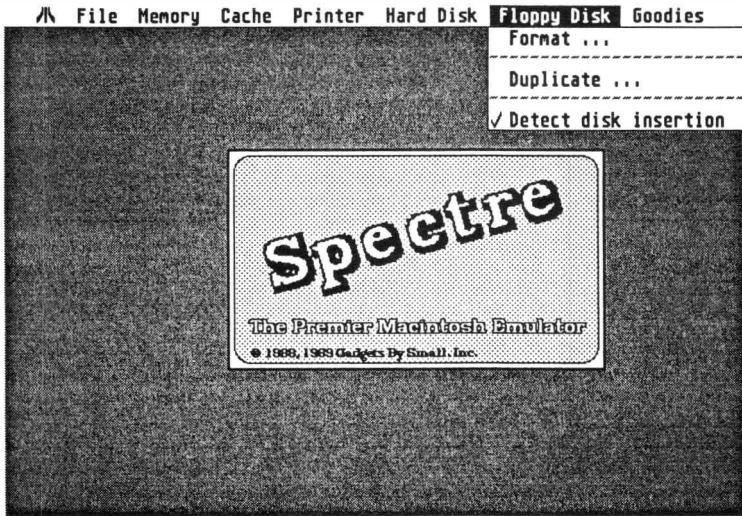 File Memory Cache Printer Hard Disk Floppy Disk Goodies
Format ...
Duplicate ...
✓ Detect disk insertion
Spectre
The Premier Macintosh Emulator
© 1988, 1989 Gadgets By Small, Inc.